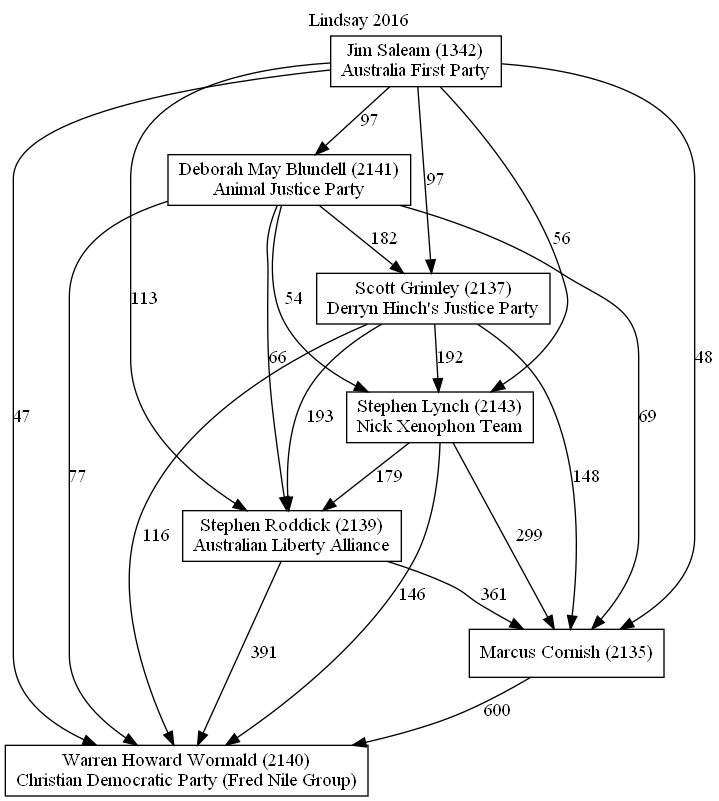 Lindsay 2016
Jim Saleam (1342)
Australia First Party
97
Deborah May Blundell (2141)
Animal Justice Party
97
182
56
Scott Grimley (2137)
Derryn Hinch's Justice Party
113
54
66
192
48
Stephen Lynch (2143)
Nick Xenophon Team
47
193
69
77
179
148
Stephen Roddick (2139)
Australian Liberty Alliance
116
299
146
361
391
Marcus Cornish (2135)
600
Warren Howard Wormald (2140)
Christian Democratic Party (Fred Nile Group)